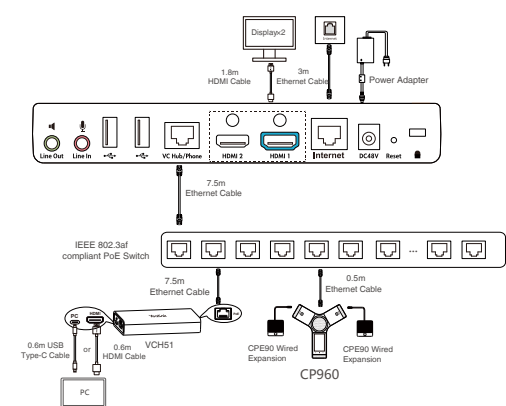 Displayx2
Internet
1.8m
HDMI Cable
3m
Ethernet Cable
Power Adapter
Line Out
Line In
VC Hub/Phone
HDMI 2
HDMI 1
Internet
DC48V
Reset
7.5m
Ethernet Cable
IEEE 802.3af
compliant PoE Switch
...
7.5m
Ethernet Cable
0.5m
Ethernet Cable
PC
HDMI
Yealink
PoE
VCH51
0.6m USB
Type-C Cable
or
0.6m
HDMI Cable
PC
CPE90 Wired
Expansion
CPE90 Wired
Expansion
CP960